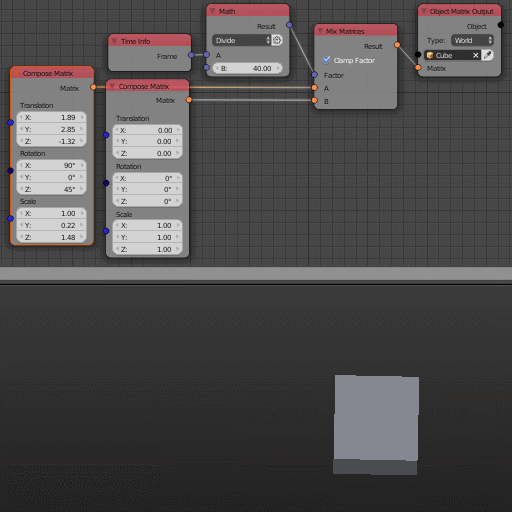 Compose Matrix
Matrix
Translation
X: 1.89
Y: 2.85
Z: -1.32
Rotation
X: 90°
Y: 0°
Z: 45°
Scale
X: 1.00
Y: 0.22
Z: 1.48
Time Info
Frame
Compose Matrix
Matrix
Translation
X: 0.00
Y: 0.00
Z: 0.00
Rotation
X: 0°
Y: 0°
Z: 0°
Scale
X: 1.00
Y: 1.00
Z: 1.00
Math
Result
Divide
A
B: 40.00
Mix Matrices
Result
Clamp Factor
Factor
A
B
Object Matrix Output
Object
Type: World
Cube
Matrix